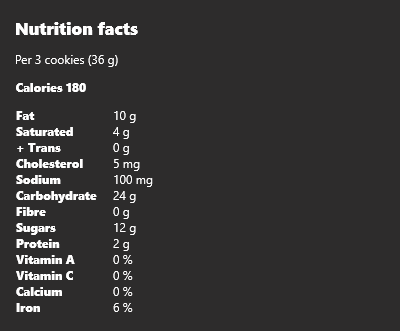 Nutrition facts
Per 3 cookies (36 g)
Calories 180
Fat 10 g
Saturated 4 g
+ Trans 0 g
Cholesterol 5 mg
Sodium 100 mg
Carbohydrate 24 g
Fibre 0 g
Sugars 12 g
Protein 2 g
Vitamin A 0 %
Vitamin C 0 %
Calcium 0 %
Iron 6 %